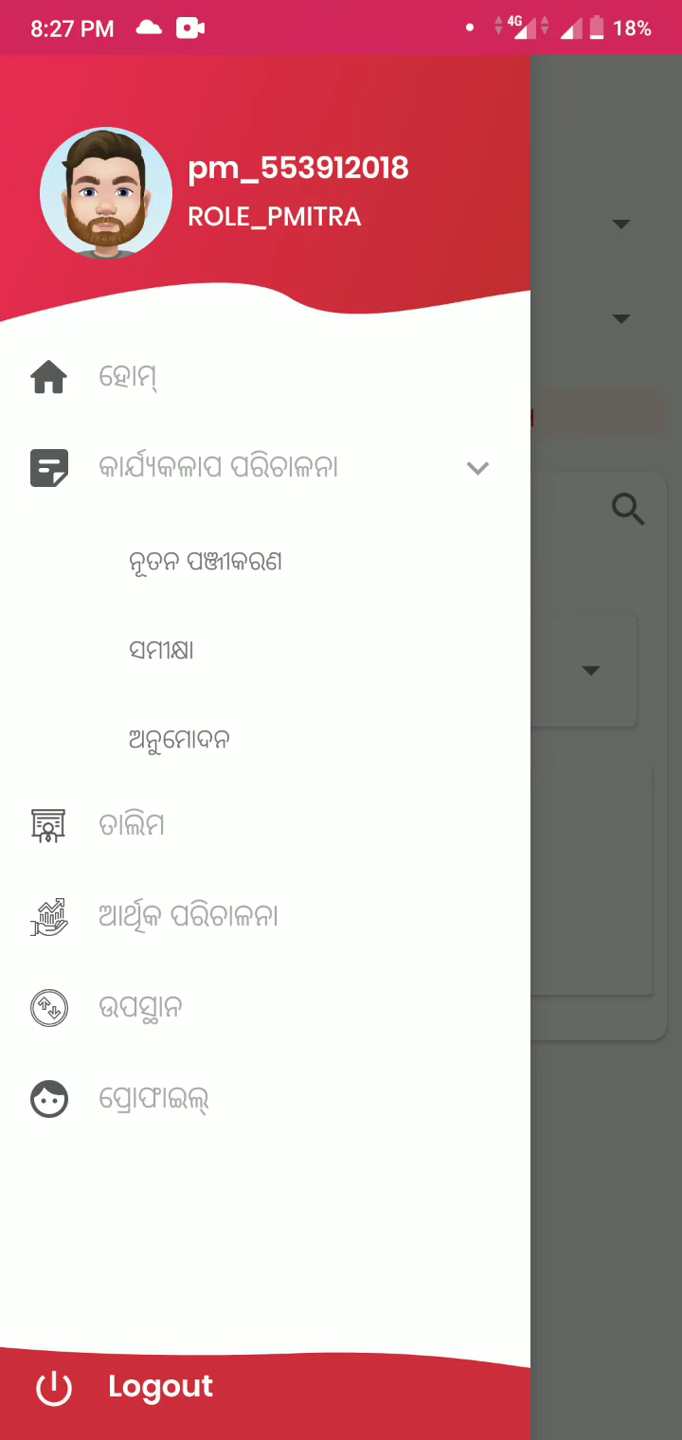 8:27 PM
4G
18%
pm_553912018
ROLE_PMITRA
ହୋମ୍
କାର୍ଯ୍ୟକଳାପ ପରିଚାଳନା
ନୂତନ ପଞ୍ଜୀକରଣ
ସମୀକ୍ଷା
ଅନୁମୋଦନ
ତାଲିମ
ଆର୍ଥିକ ପରିଚାଳନା
ଉପସ୍ଥାନ
ପ୍ରୋଫାଇଲ୍
Logout